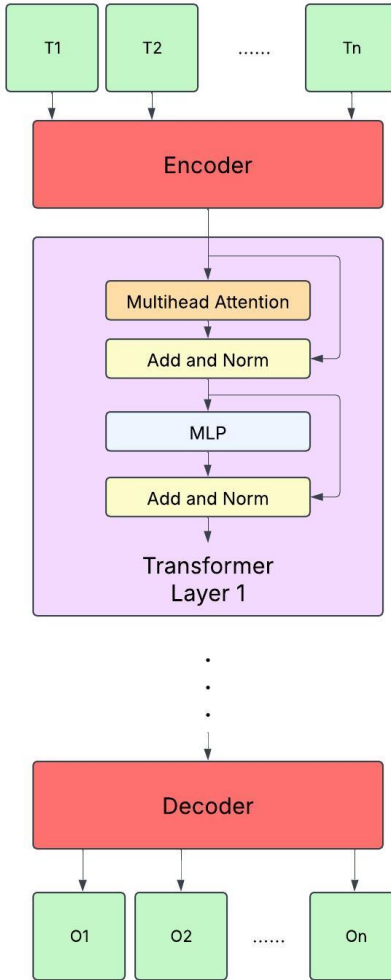 T1
T2
......
Tn
Encoder
Multihead Attention
Add and Norm
MLP
Add and Norm
Transformer
Layer 1
.
.
.
Decoder
O1
O2
......
On